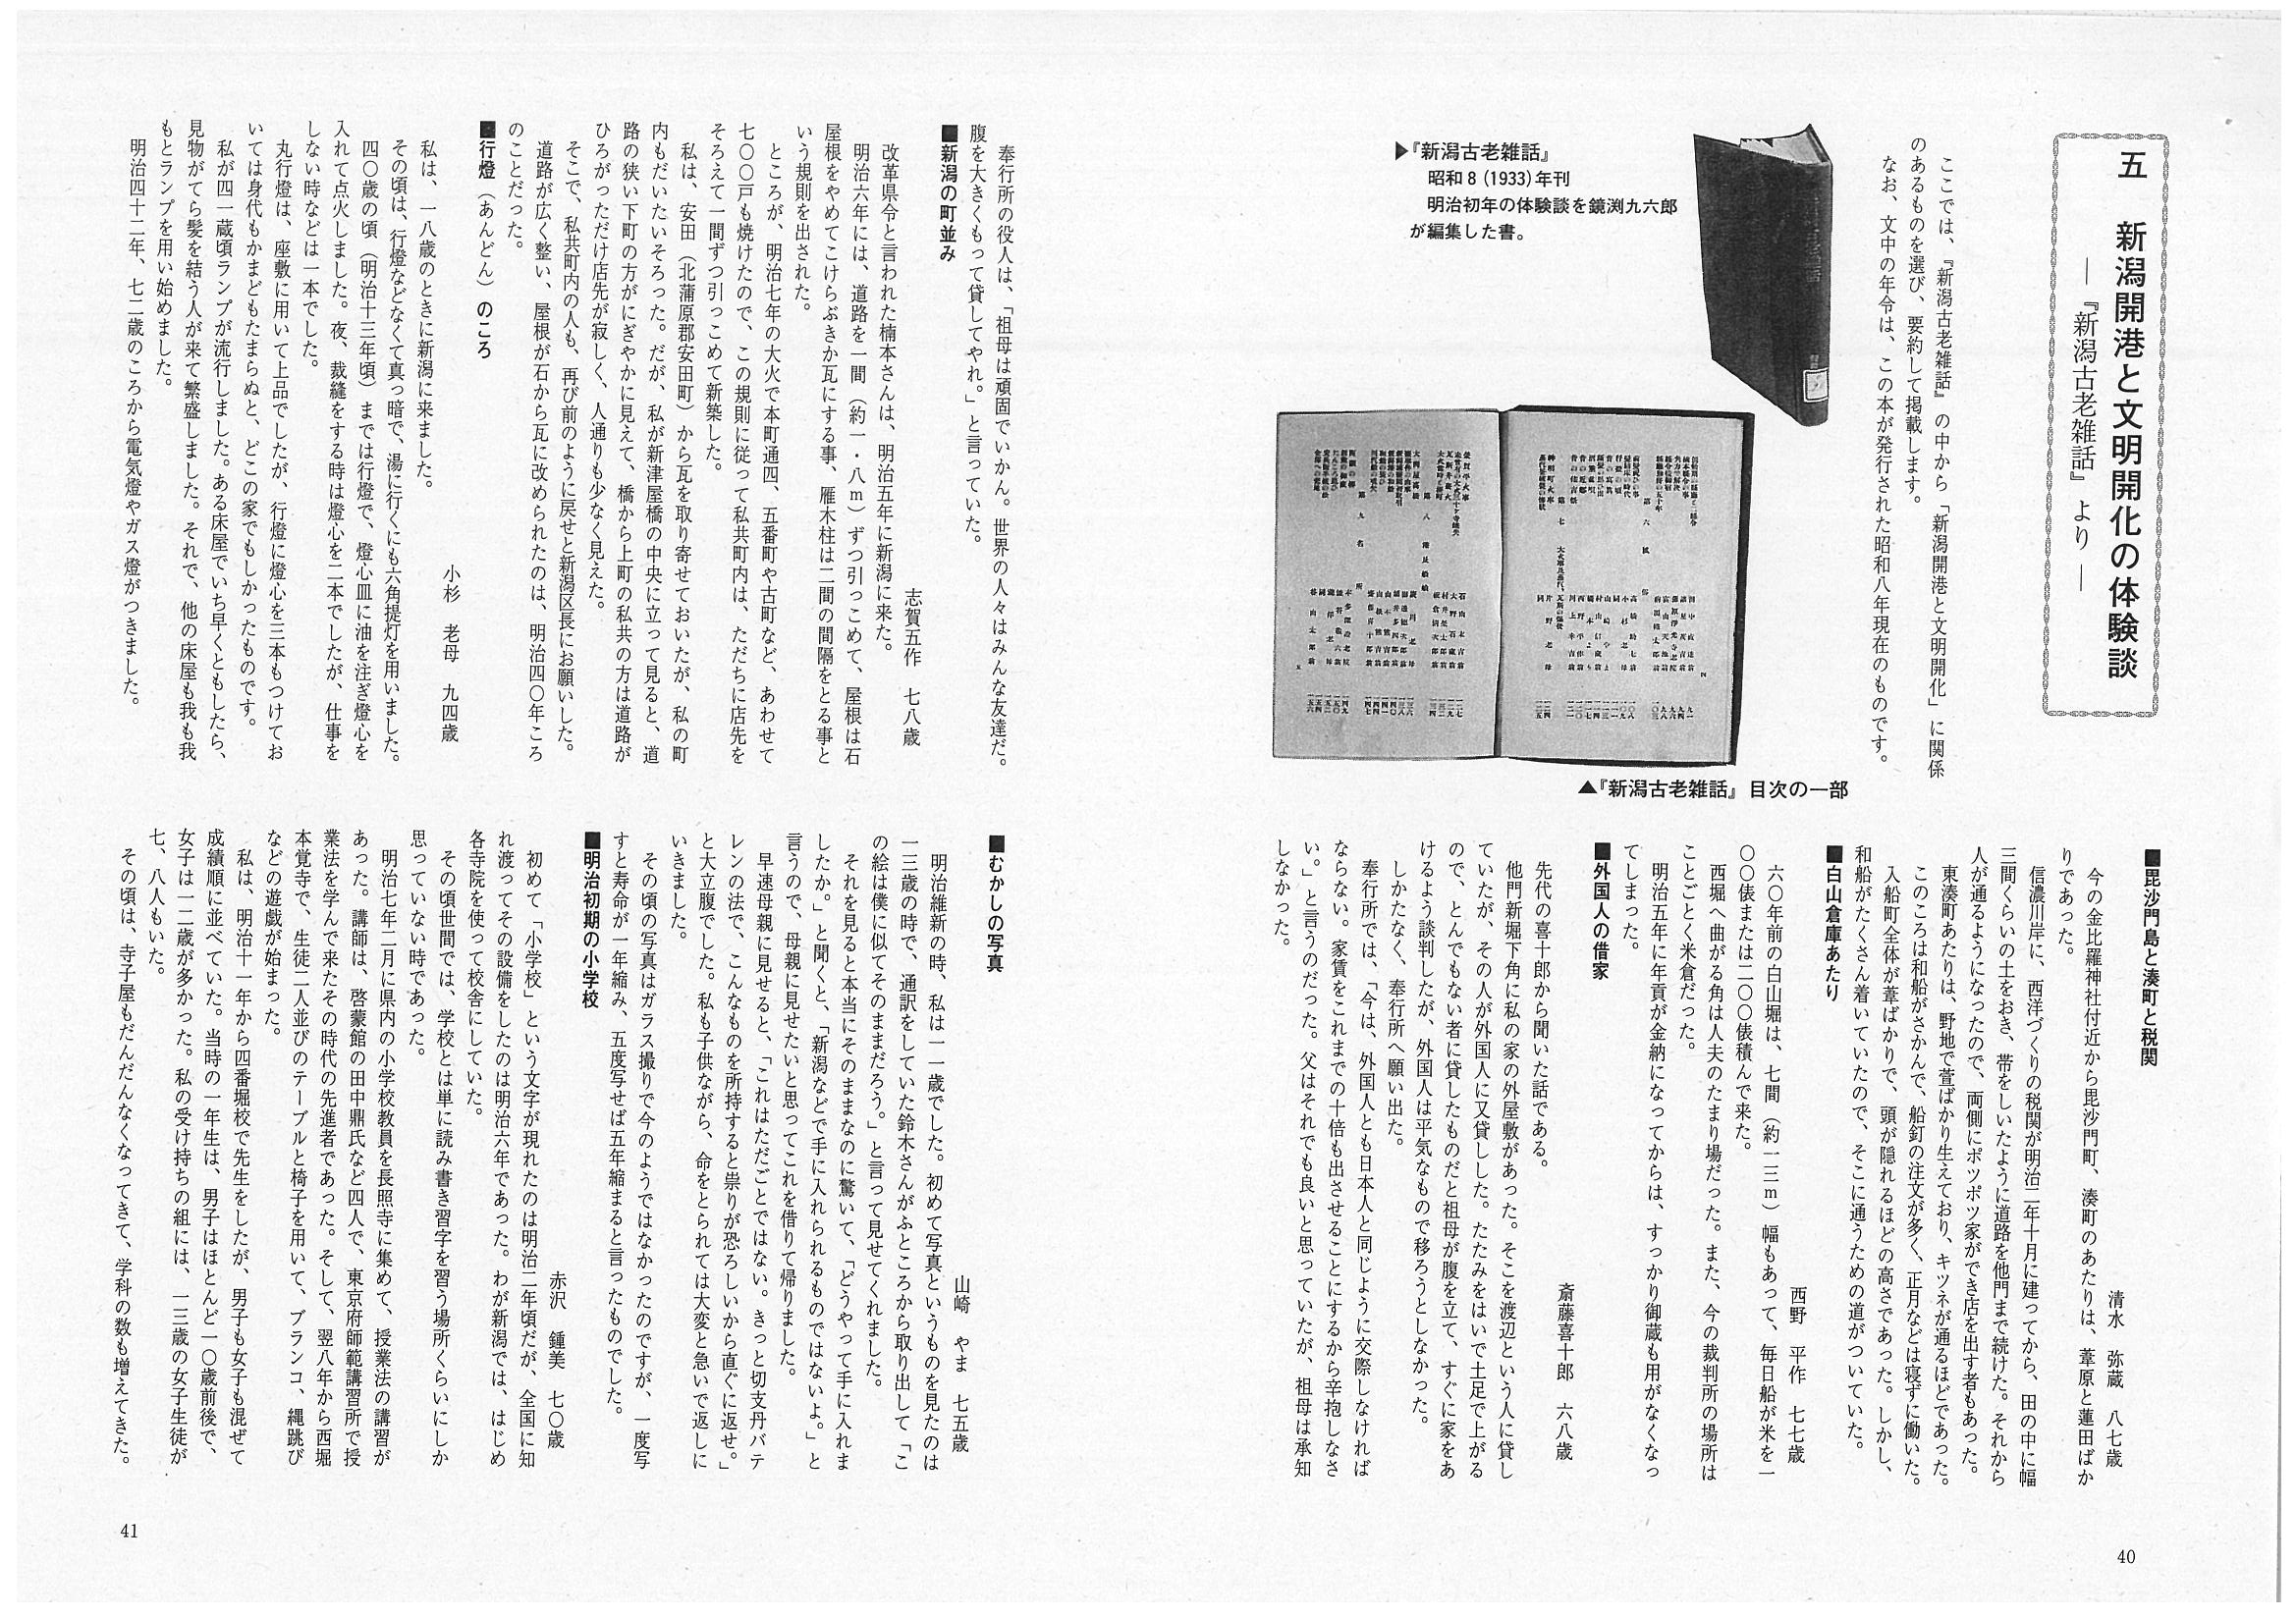 五 新潟開港と文明開化の体験談
―『新潟古老雑話』より―
ここでは、『新潟古老雑話』の中から「新潟開港と文明開化」に関係
のあるものを選び、要約して掲載します。
なお、文中の年令は、この本が発行された昭和八年現在のものです。
▶『新潟古老雑話』
昭和8(1933)年刊
明治初年の体験談を鏡渕九六郎
が編集した書。
▲『新潟古老雑話』目次の一部
■毘沙門島と湊町と税関
清水 弥蔵 八七歳
今の金比羅神社付近から毘沙門町、湊町のあたりは、葦原と蓮田ばか
りであった。
信濃川岸に、西洋づくりの税関が明治二年十月に建ってから、田の中に幅
三間くらいの土をおき、帯をしいたように道路を他門まで続けた。それから
人が通るようになったので、両側にポツポツ家ができ店を出す者もあった。
東湊町あたりは、野地で萱ばかり生えており、キツネが通るほどであった。
このころは和船がさかんで、船釘の注文が多く、正月などは寝ずに働いた。
入船町全体が葦ばかりで、頭が隠れるほどの高さであった。しかし、
和船がたくさん着いていたので、そこに通うための道がついていた。
■白山倉庫あたり
西野 平作 七七歳
六〇年前の白山堀は、七間(約一三m)幅もあって、毎日船が米を一
〇〇俵または二〇〇俵積んで来た。
西堀へ曲がる角は人夫のたまり場だった。また、今の裁判所の場所は
ことごとく米倉だった。
明治五年に年貢が金納になってからは、すっかり御蔵も用がなくなっ
てしまった。
■外国人の借家
斎藤喜十郎 六八歳
先代の喜十郎から聞いた話である。
他門新堀下角に私の家の外屋敷があった。そこを渡辺という人に貸し
ていたが、その人が外国人に又貸しした。たたみをはいで土足で上がる
ので、とんでもない者に貸したものだと祖母が腹を立て、すぐに家をあ
けるよう談判したが、外国人は平気なもので移ろうとしなかった。
しかたなく、奉行所へ願い出た。
奉行所では、「今は、外国人とも日本人と同じように交際しなければ
ならない。家賃をこれまでの十倍も出させることにするから辛抱しなさ
い。」と言うのだった。父はそれでも良いと思っていたが、祖母は承知
しなかった。
40
奉行所の役人は、「祖母は頑固でいかん。世界の人々はみんな友達だ。
腹を大きくもって貸してやれ。」と言っていた。
■新潟の町並み
志賀五作 七八歳
改革県令と言われた楠本さんは、明治五年に新潟に来た。
明治六年には、道路を一間(約一・八m)ずつ引っこめて、屋根は石
屋根をやめてこけらぶきか瓦にする事、雁木柱は二間の間隔をとる事と
いう規則を出された。
ところが、明治七年の大火で本町通四、五番町や古町など、あわせて
七〇〇戸も焼けたので、この規則に従って私共町内は、ただちに店先を
そろえて一間ずつ引っこめて新築した。
私は、安田(北蒲原郡安田町)から瓦を取り寄せておいたが、私の町
内もだいたいそろった。だが、私が新津屋橋の中央に立って見ると、道
路の狭い下町の方がにぎやかに見えて、橋から上町の私共の方は道路が
ひろがっただけ店先が寂しく、人通りも少なく見えた。
そこで、私共町内の人も、再び前のように戻せと新潟区長にお願いした。
道路が広く整い、屋根が石から瓦に改められたのは、明治四〇年ころ
のことだった。
■行燈(あんどん)のころ
小杉 老母 九四歳
私は、一八歳のときに新潟に来ました。
その頃は、行燈などなくて真っ暗で、湯に行くにも六角提灯を用いました。
四〇歳の頃(明治十三年頃)までは行燈で、燈心皿に油を注ぎ燈心を
入れて点火しました。夜、裁縫をする時は燈心を二本でしたが、仕事を
しない時などは一本でした。
丸行燈は、座敷に用いて上品でしたが、行燈に燈心を三本もつけてお
いては身代もかまどもたまらぬと、どこの家でもしかったものです。
私が四一歳頃ランプが流行しました。ある床屋でいち早くともしたら、
見物がてら髪を結う人が来て繁盛しました。それで、他の床屋も我も我
もとランプを用い始めました。
明治四十二年、七二歳のころから電気燈やガス燈がつきました。
■むかしの写真
山崎 やま 七五歳
明治維新の時、私は一一歳でした。初めて写真というものを見たのは
一三歳の時で、通訳をしていた鈴木さんがふところから取り出して「こ
の絵は僕に似てそのままだろう。」と言って見せてくれました。
それを見ると本当にそのままなのに驚いて、「どうやって手に入れま
したか。」と聞くと、「新潟などで手に入れられるものではないよ。」と
言うので、母親に見せたいと思ってこれを借りて帰りました。
早速母親に見せると、「これはただごとではない。きっと切支丹バテ
レンの法で、こんなものを所持すると祟りが恐ろしいから直ぐに返せ。」
と大立腹でした。私も子供ながら、命をとられては大変と急いで返しに
いきました。
その頃の写真はガラス撮りで今のようではなかったのですが、一度写
すと寿命が一年縮み、五度写せば五年縮まると言ったものでした。
■明治初期の小学校
赤沢 鍾美 七〇歳
初めて「小学校」という文字が現れたのは明治二年頃だが、全国に知
れ渡ってその設備をしたのは明治六年であった。わが新潟では、はじめ
各寺院を使って校舎にしていた。
その頃世間では、学校とは単に読み書き習字を習う場所くらいにしか
思っていない時であった。
明治七年二月に県内の小学校教員を長照寺に集めて、授業法の講習が
あった。講師は、啓蒙館の田中鼎氏など四人で、東京府師範講習所で授
業法を学んで来たその時代の先進者であった。そして、翌八年から西堀
本覚寺で、生徒二人並びのテーブルと椅子を用いて、ブランコ、縄跳び
などの遊戯が始まった。
私は、明治十一年から四番堀校で先生をしたが、男子も女子も混ぜて
成績順に並べていた。当時の一年生は、男子はほとんど一〇歳前後で、
女子は一二歳が多かった。私の受け持ちの組には、一三歳の女子生徒が
七、八人もいた。
その頃は、寺子屋もだんだんなくなってきて、学科の数も増えてきた。
41